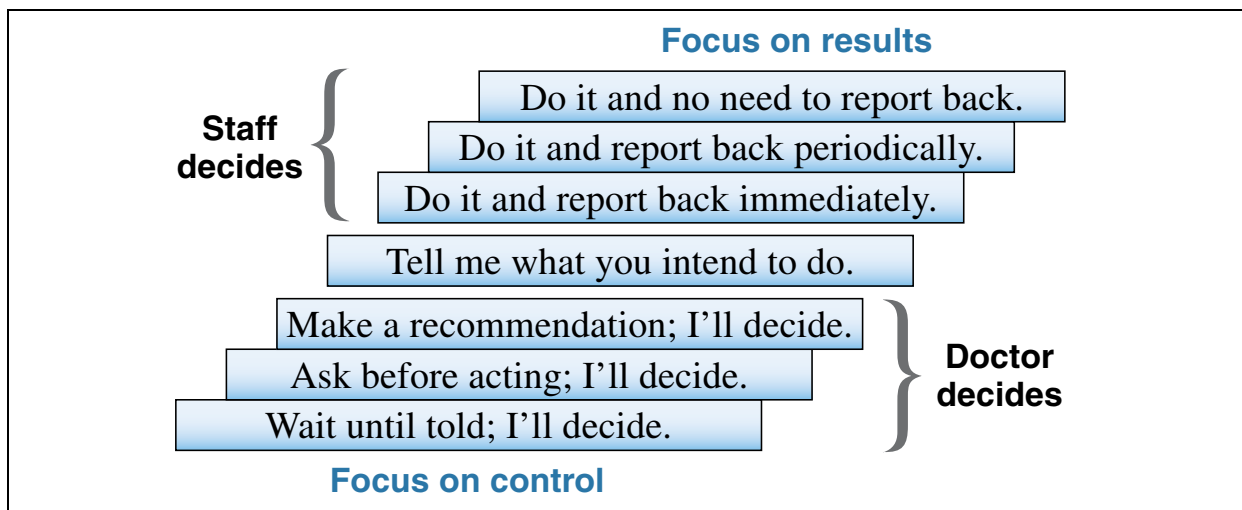 Focus on results
Do it and no need to report back.
Staff
decides
Do it and report back periodically.
Do it and report back immediately.
Tell me what you intend to do.
Make a recommendation; I’ll decide.
Ask before acting; I’ll decide.
Doctor
decides
Wait until told; I’ll decide.
Focus on control